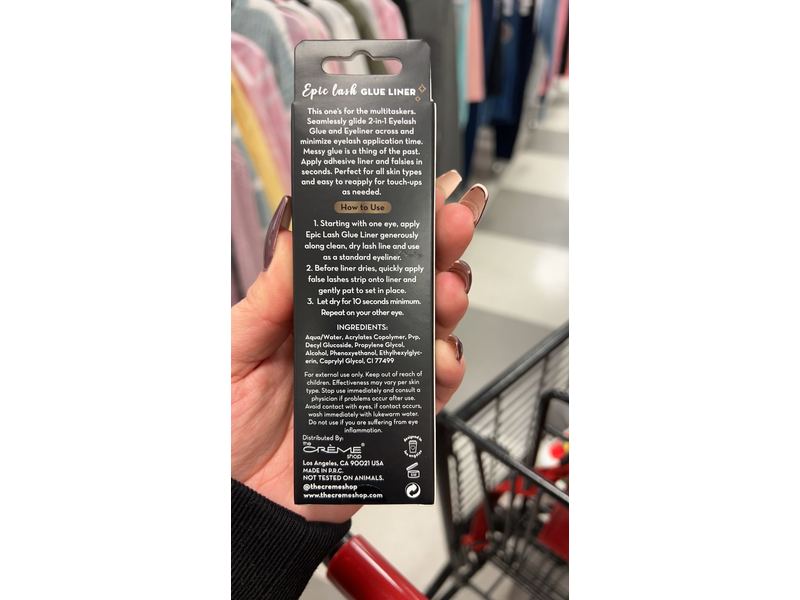 Epic lash GLUE LINER
This one's for the multitaskers.
Seamlessly glide 2-in-1 Eyelash
Glue and Eyeliner across and
minimize eyelash application time.
Messy glue is a thing of the past.
Apply adhesive liner and falsies in
seconds. Perfect for all skin types
and easy to reapply for touch-ups
as needed.
How to Use
1. Starting with one eye, apply
Epic Lash Glue Liner generously
along clean, dry lash line and use
as a standard eyeliner.
2. Before liner dries, quickly apply
false lashes strip onto liner and
gently pat to set in place.
3. Let dry for 10 seconds minimum.
Repeat on your other eye.
INGREDIENTS:
Aqua/Water, Acrylates Copolymer, Pvp,
Decyl Glucoside, Propylene Glycol,
Alcohol, Phenoxyethanol, Ethylhexylglyc-
erin, Caprylyl Glycol, CI 77499
For external use only. Keep out of reach of
children. Effectiveness may vary per skin
type. Stop use immediately and consult a
physician if problems occur after use.
Avoid contact with eyes, if contact occurs,
wash immediately with lukewarm water.
Do not use if you are suffering from eye
inflammation.
Distributed By:
the
CRÈME®
shop
Los Angeles, CA 90021 USA
MADE IN P.R.C.
NOT TESTED ON ANIMALS.
@thecremeshop
www.thecremeshop.com
designed in
los angeles